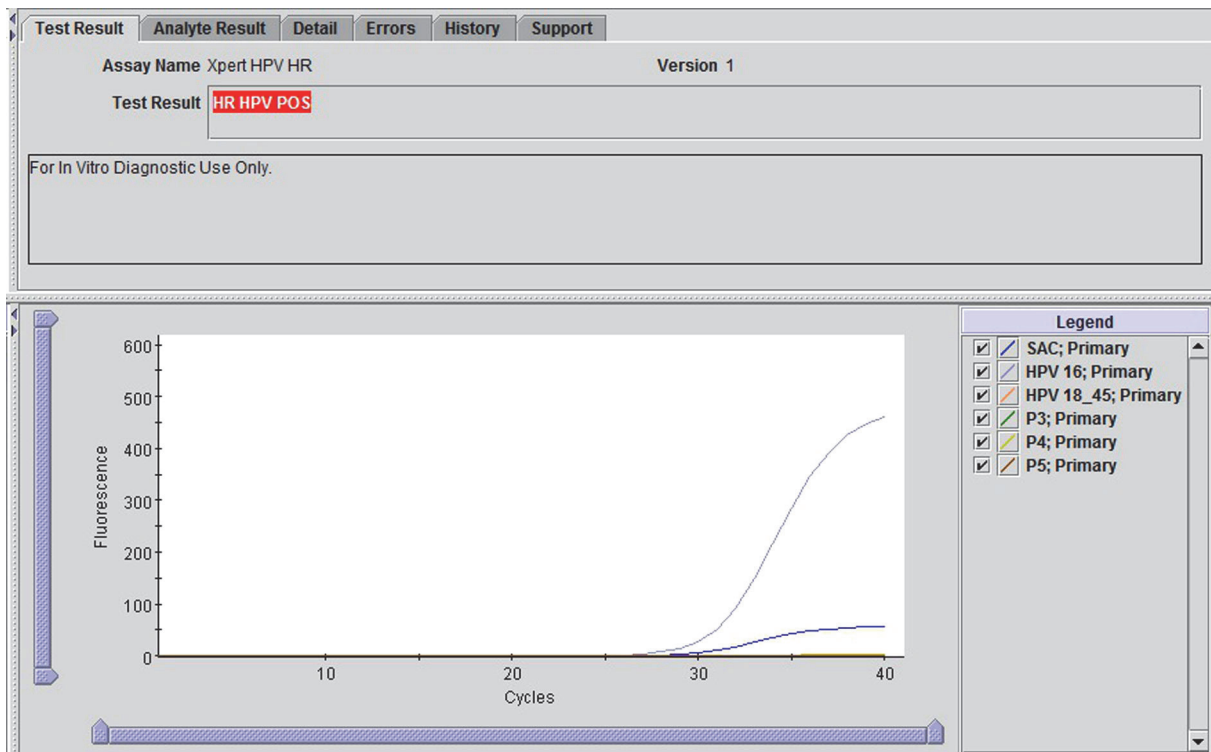 Test Result Analyte Result Detail Errors History Support
Assay Name Xpert HPV HR Version 1
Test Result HR HPV POS
For In Vitro Diagnostic Use Only.
600
500
400
300
200
100
0
Fluorescence
10 20 30 40
Cycles
Legend
SAC; Primary
HPV 16; Primary
HPV 18_45; Primary
P3; Primary
P4; Primary
P5; Primary